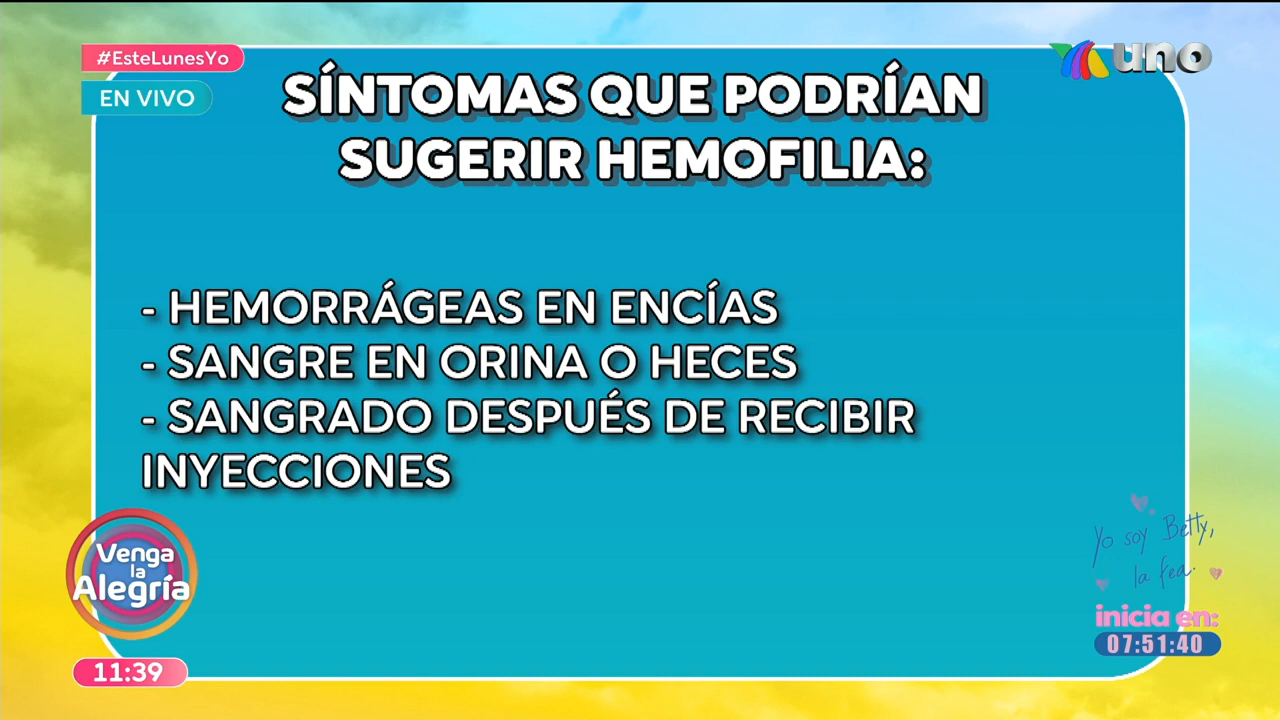 #EsteLunesYo
EN VIVO
uno
SÍNTOMAS QUE PODRÍAN
SUGERIR HEMOFILIA:
- HEMORRÁGEAS EN ENCÍAS
- SANGRE EN ORINA O HECES
- SANGRADO DESPUÉS DE RECIBIR
INYECCIONES
Venga
la
Alegría
11:39
Yo soy Betty,
la fea.
inicia en:
07:51:40